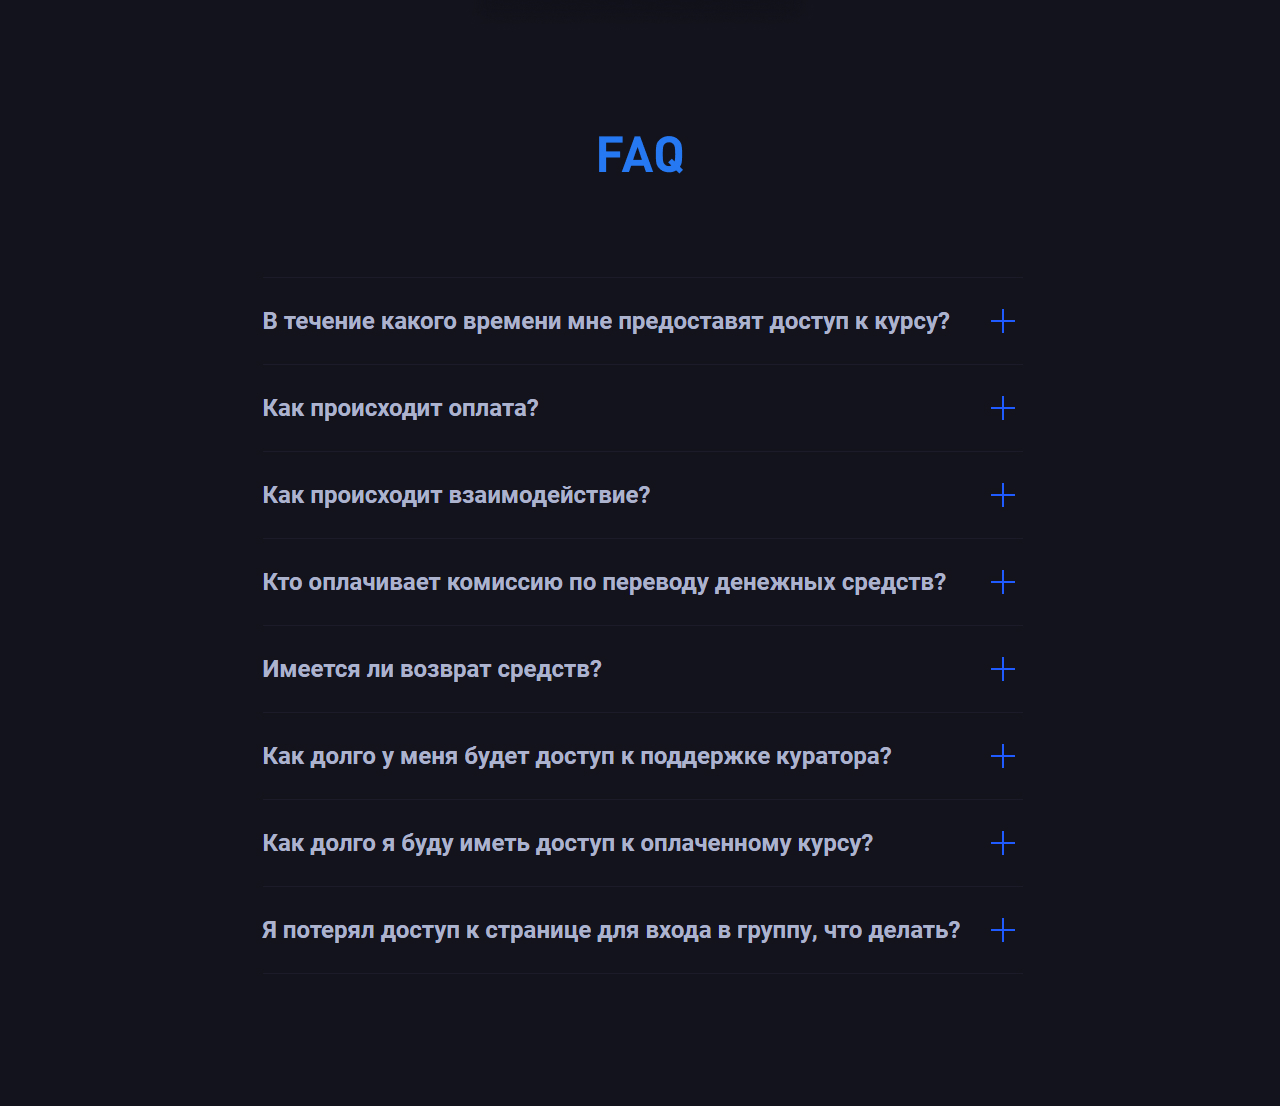 FAQ
В течение какого времени мне предоставят доступ к курсу?
Как происходит оплата?
Как происходит взаимодействие?
Кто оплачивает комиссию по переводу денежных средств?
Имеется ли возврат средств?
Как долго у меня будет доступ к поддержке куратора?
Как долго я буду иметь доступ к оплаченному курсу?
Я потерял доступ к странице для входа в группу, что делать?